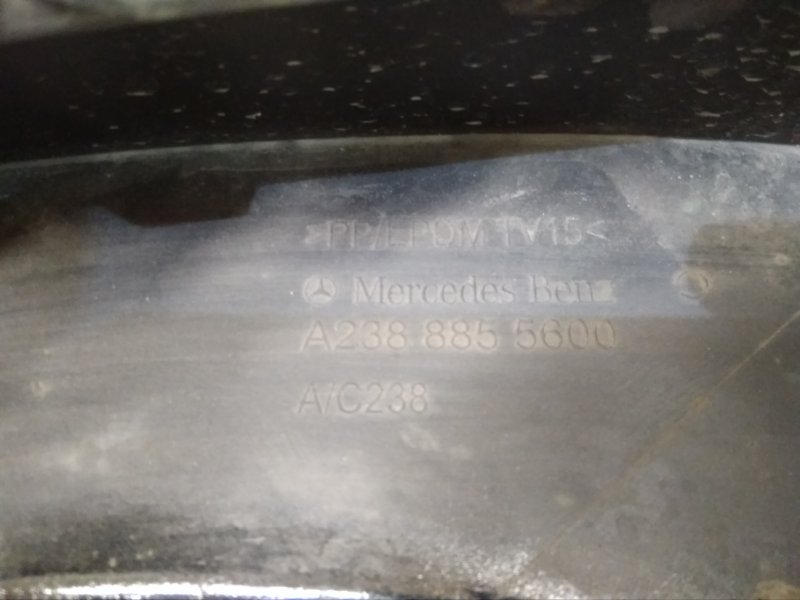 >PP/EPDM TV15<
Mercedes Benz
A238 885 5600
A/C238